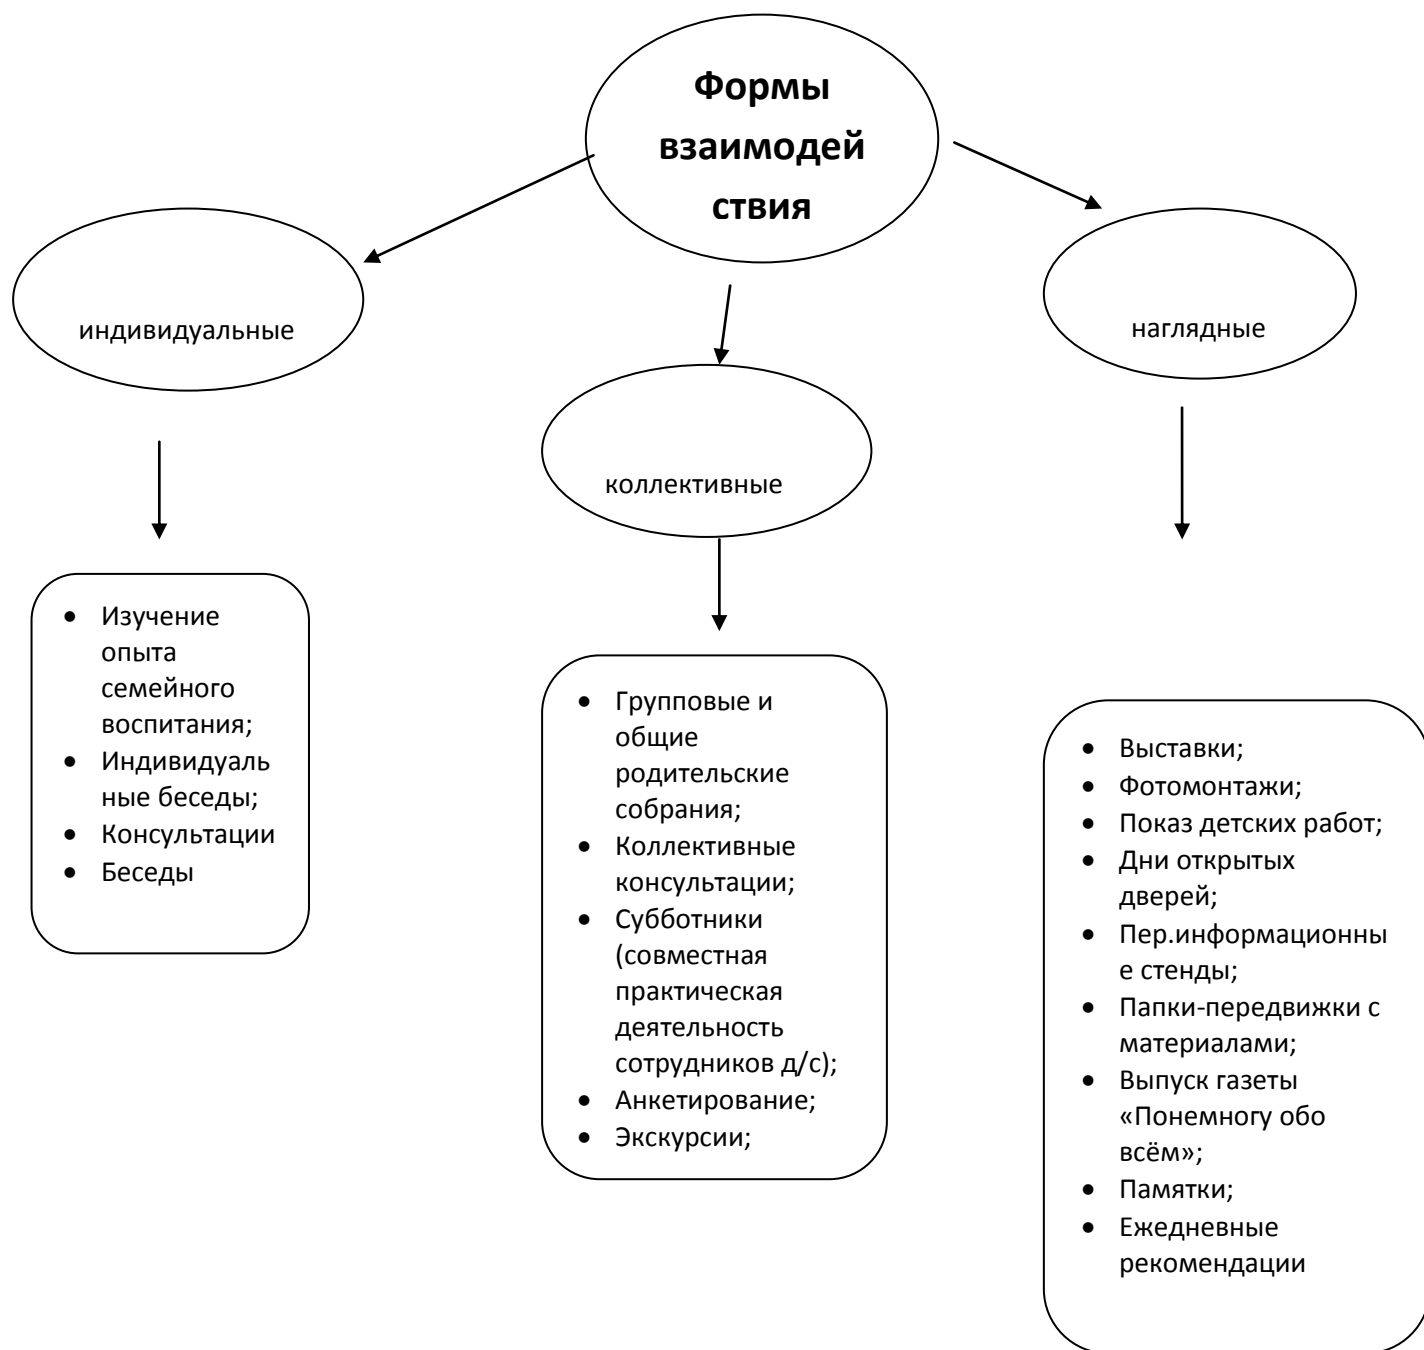 Формы
взаимодей
ствия
индивидуальные
наглядные
коллективные
• Изучение
опыта
семейного
воспитания;
• Индивидуаль
ные беседы;
• Консультации
• Беседы
• Групповые и
общие
родительские
собрания;
• Коллективные
консультации;
• Субботники
(совместная
практическая
деятельность
сотрудников д/с);
• Анкетирование;
• Экскурсии;
• Выставки;
• Фотомонтажи;
• Показ детских работ;
• Дни открытых
дверей;
• Пер.информационны
е стенды;
• Папки-передвижки с
материалами;
• Выпуск газеты
«Понемногу обо
всём»;
• Памятки;
• Ежедневные
рекомендации